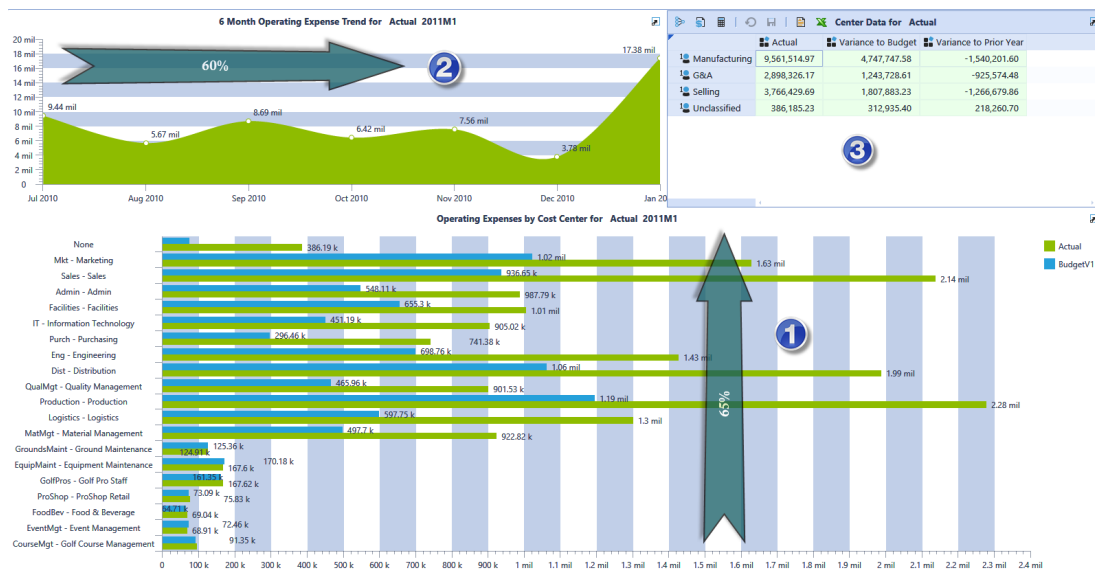 6 Month Operating Expense Trend for Actual 2011M1
20 mil
18 mil
16 mil
14 mil
12 mil
10 mil
8 mil
6 mil
4 mil
2 mil
0
60%
2
9.44 mil
5.67 mil
8.69 mil
6.42 mil
7.56 mil
3.78 mil
17.38 mil
Jul 2010
Aug 2010
Sep 2010
Oct 2010
Nov 2010
Dec 2010
Jan 20
Center Data for Actual
Actual Variance to Budget Variance to Prior Year
Manufacturing 9,561,514.97 4,747,747.58 -1,540,201.60
G&A 2,898,326.17 1,243,728.61 -925,574.48
Selling 3,766,429.69 1,807,883.23 -1,266,679.86
Unclassified 386,185.23 312,935.40 218,260.70
3
Operating Expenses by Cost Center for Actual 2011M1
None
386.19 k
Mkt - Marketing
1.02 mil
1.63 mil
Sales - Sales
936.65 k
2.14 mil
Admin - Admin
548.11 k
987.79 k
Facilities - Facilities
655.3 k
1.01 mil
IT - Information Technology
451.19 k
905.02 k
Purch - Purchasing
296.46 k
741.38 k
Eng - Engineering
698.76 k
1.43 mil
Dist - Distribution
1.06 mil
1.99 mil
QualMgt - Quality Management
465.96 k
901.53 k
Production - Production
1.19 mil
2.28 mil
Logistics - Logistics
597.75 k
1.3 mil
MatMgt - Material Management
497.7 k
922.82 k
GroundsMaint - Ground Maintenance
125.36 k
124.91 k
EquipMaint - Equipment Maintenance
170.18 k
167.6 k
GolfPros - Golf Pro Staff
161.35 k
167.62 k
ProShop - ProShop Retail
73.09 k
75.83 k
FoodBev - Food & Beverage
64.71 k
69.04 k
EventMgt - Event Management
72.46 k
68.91 k
CourseMgt - Golf Course Management
91.35 k
65%
1
Actual
BudgetV1
0
100 k
200 k
300 k
400 k
500 k
600 k
700 k
800 k
900 k
1 mil
1.1 mil
1.2 mil
1.3 mil
1.4 mil
1.5 mil
1.6 mil
1.7 mil
1.8 mil
1.9 mil
2 mil
2.1 mil
2.2 mil
2.3 mil
2.4 mil